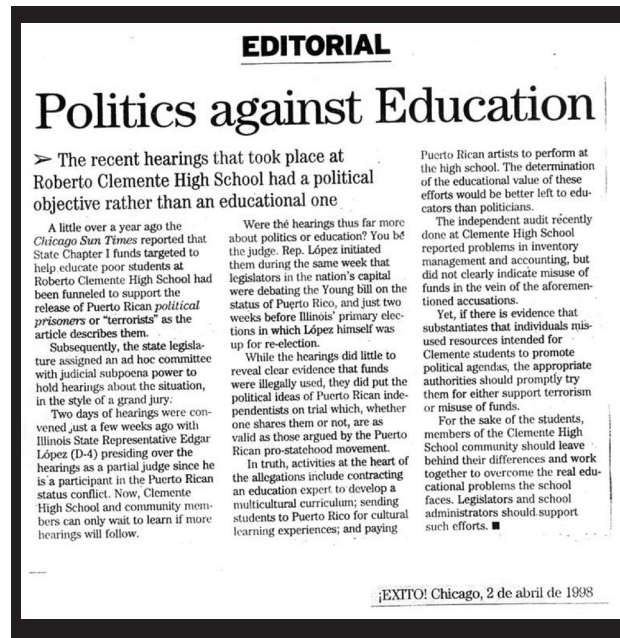 EDITORIAL
Politics against Education
➢ The recent hearings that took place at
Roberto Clemente High School had a political
objective rather than an educational one
A little over a year ago the
Chicago Sun Times reported that
State Chapter I funds targeted to
help educate poor students at
Roberto Clemente High School had
been funneled to support the
release of Puerto Rican political
prisoners or “terrorists” as the
article describes them.
Subsequently, the state legisla-
ture assigned an ad hoc committee
with judicial subpoena power to
hold hearings about the situation,
in the style of a grand jury.
Two days of hearings were con-
vened just a few weeks ago with
Illinois State Representative Edgar
López (D-4) presiding over the
hearings as a partial judge since he
is a participant in the Puerto Rican
status conflict. Now, Clemente
High School and community mem-
bers can only wait to learn if more
hearings will follow.
Were the hearings thus far more
about politics or education? You be
the judge. Rep. López initiated
them during the same week that
legislators in the nation's capital
were debating the Young bill on the
status of Puerto Rico, and just two
weeks before Illinois' primary elec-
tions in which López himself was
up for re-election.
While the hearings did little to
reveal clear evidence that funds
were illegally used, they did put the
political ideas of Puerto Rican inde-
pendentists on trial which, whether
one shares them or not, are as
valid as those argued by the Puerto
Rican pro-statehood movement.
In truth, activities at the heart of
the allegations include contracting
an education expert to develop a
multicultural curriculum; sending
students to Puerto Rico for cultural
learning experiences; and paying
Puerto Rican artists to perform at
the high school. The determination
of the educational value of these
efforts would be better left to edu-
cators than politicians.
The independent audit recently
done at Clemente High School
reported problems in inventory
management and accounting, but
did not clearly indicate misuse of
funds in the vein of the aforemen-
tioned accusations.
Yet, if there is evidence that
substantiates that individuals mis-
used resources intended for
Clemente students to promote
political agendas, the appropriate
authorities should promptly try
them for either support terrorism
or misuse of funds.
For the sake of the students,
members of the Clemente High
School community should leave
behind their differences and work
together to overcome the real edu-
cational problems the school
faces. Legislators and school
administrators should support
such efforts. ■
¡EXITO! Chicago, 2 de abril de 1998